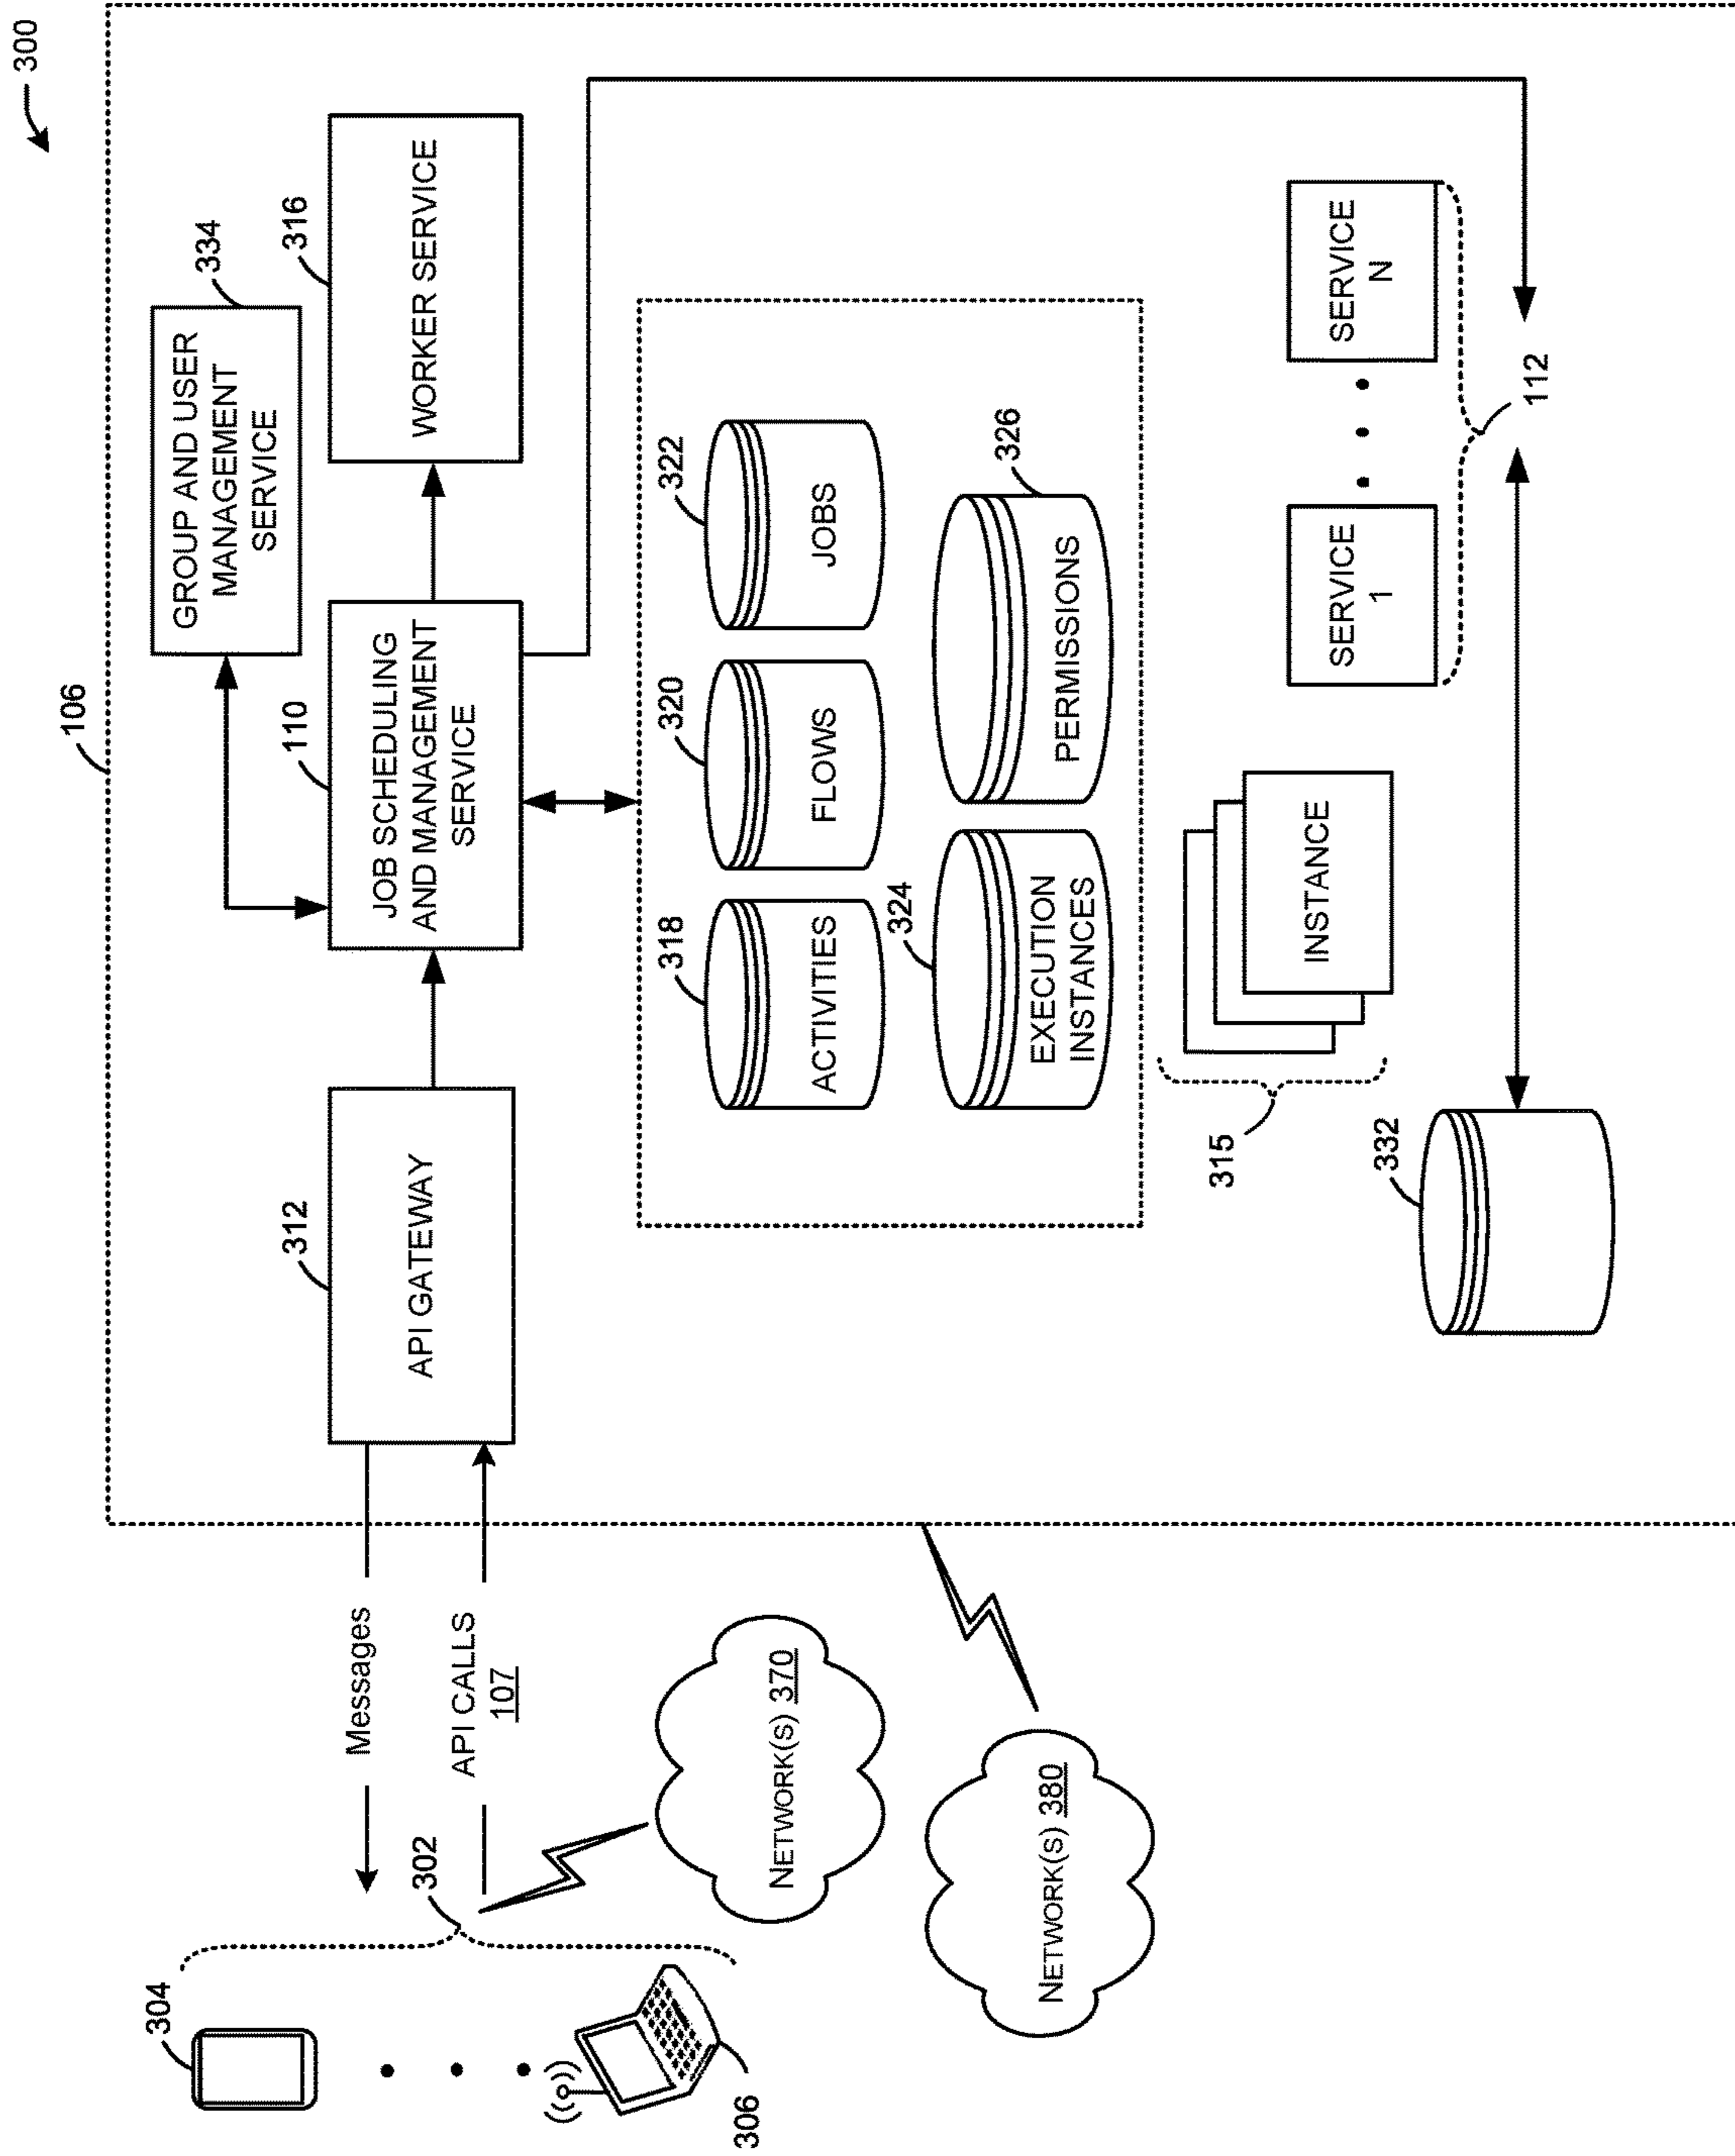 300
106
304
302
306
Messages
API CALLS
107
NETWORK(S) 370
NETWORK(S) 380
312
API GATEWAY
110
JOB SCHEDULING
AND MANAGEMENT
SERVICE
334
GROUP AND USER
MANAGEMENT
SERVICE
316
WORKER SERVICE
318
ACTIVITIES
320
FLOWS
322
JOBS
324
EXECUTION
INSTANCES
326
PERMISSIONS
315
INSTANCE
SERVICE
1
SERVICE
N
112
332